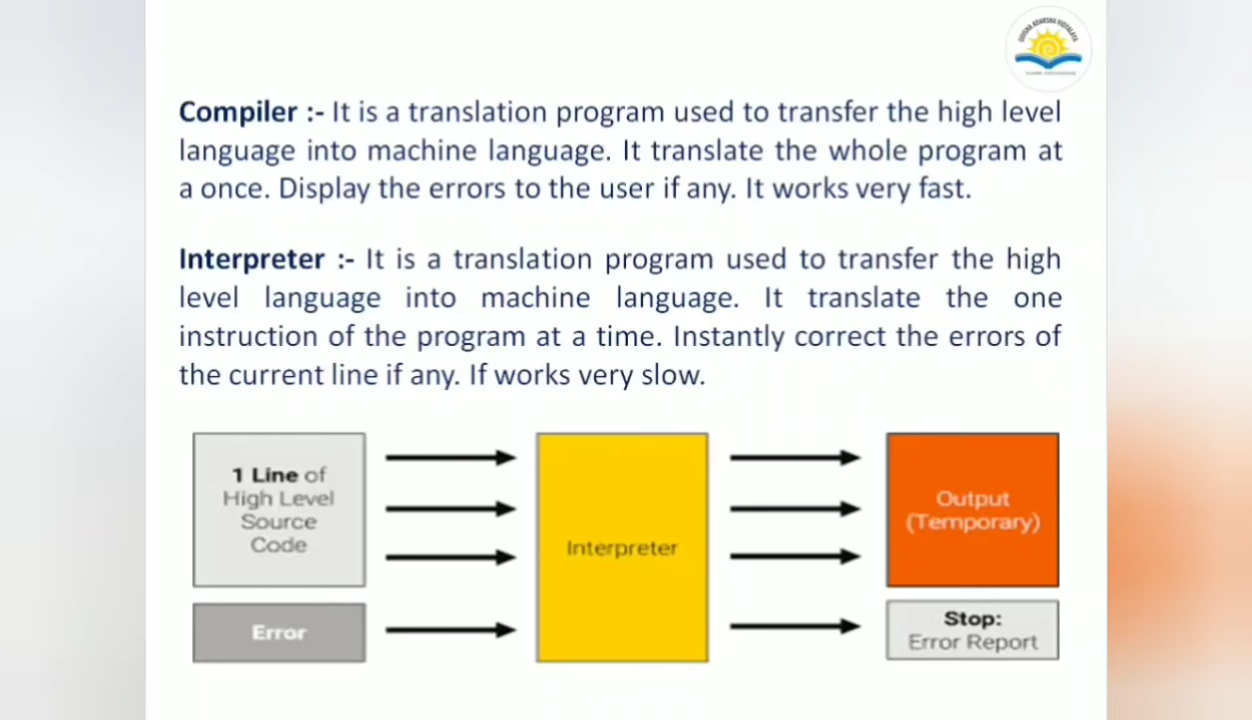 ODISHA ADARSHA VIDYALAYA
Compiler :- It is a translation program used to transfer the high level
language into machine language. It translate the whole program at
a once. Display the errors to the user if any. It works very fast.
Interpreter :- It is a translation program used to transfer the high
level language into machine language. It translate the one
instruction of the program at a time. Instantly correct the errors of
the current line if any. If works very slow.
1 Line of
High Level
Source
Code
Error
Interpreter
Output
(Temporary)
Stop:
Error Report